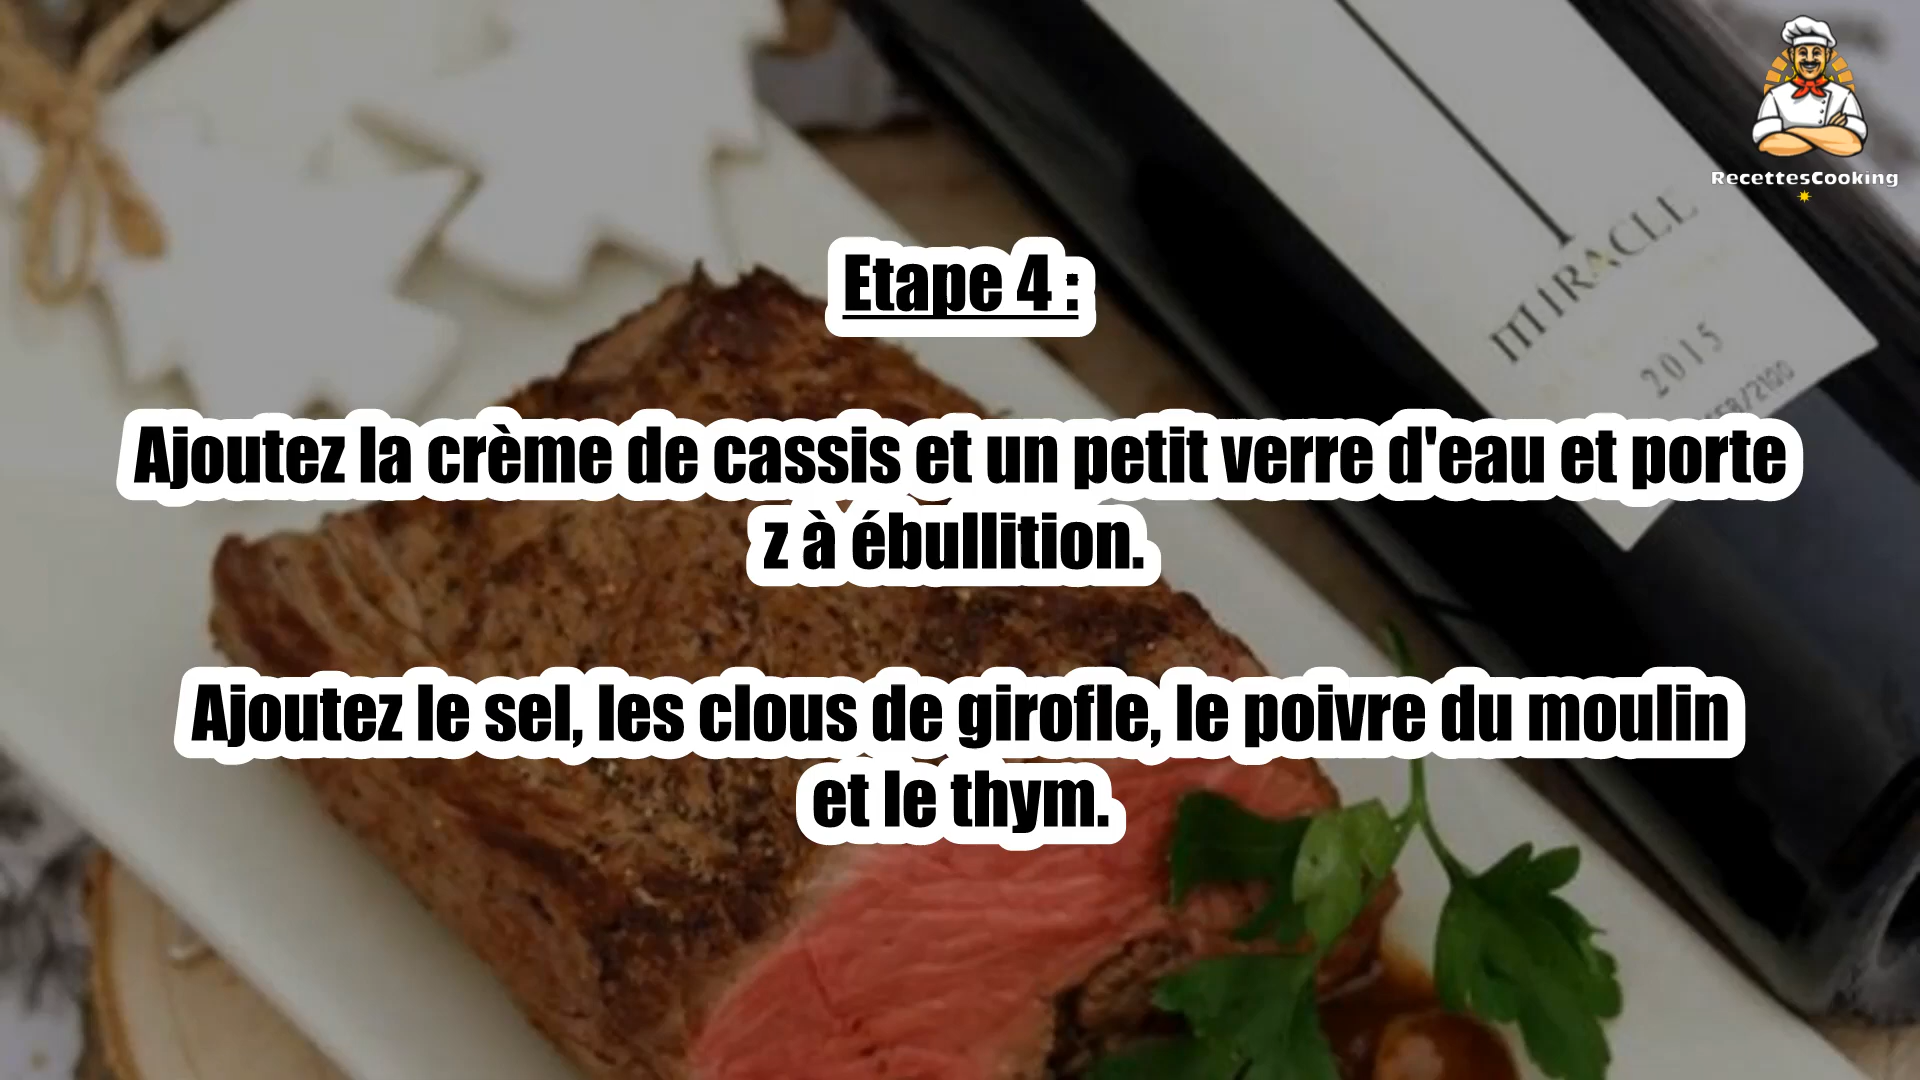 RecettesCooking
MIRACLE
2015
/2100
Etape 4 :
Ajoutez la crème de cassis et un petit verre d'eau et porte
z à ébullition.
Ajoutez le sel, les clous de girofle, le poivre du moulin
et le thym.